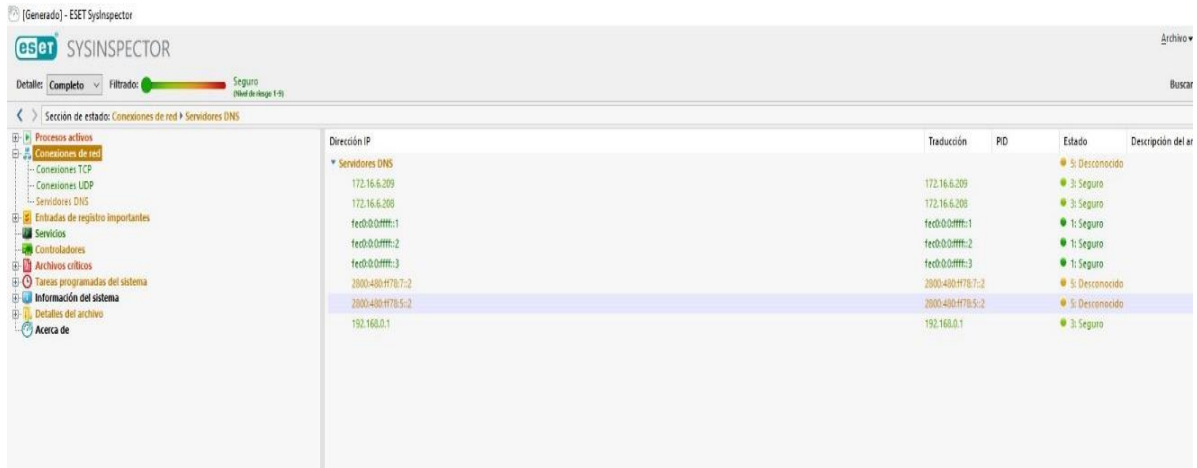 [Generado] - ESET SysInspector
eset SYSINSPECTOR
Archivo
Detalle: Completo Filtrado: Seguro
(Nivel de riesgo 1-9)
Buscar
Sección de estado: Conexiones de red Servidores DNS
Procesos activos
Conexiones de red
Conexiones TCP
Conexiones UDP
Servidores DNS
Entradas de registro importantes
Servicios
Controladores
Archivos críticos
Tareas programadas del sistema
Información del sistema
Detalles del archivo
Acerca de
Dirección IP Traducción PID Estado Descripción del ar
Servidores DNS 5: Desconocido
172.16.6.209 172.16.6.209 3: Seguro
172.16.6.208 172.16.6.208 3: Seguro
fec0:0:0:ffff::1 fec0:0:0:ffff::1 1: Seguro
fec0:0:0:ffff::2 fec0:0:0:ffff::2 1: Seguro
fec0:0:0:ffff::3 fec0:0:0:ffff::3 1: Seguro
2800:480:ff78:7::2 2800:480:ff78:7::2 5: Desconocido
2800:480:ff78:5::2 2800:480:ff78:5::2 5: Desconocido
192.168.0.1 192.168.0.1 3: Seguro